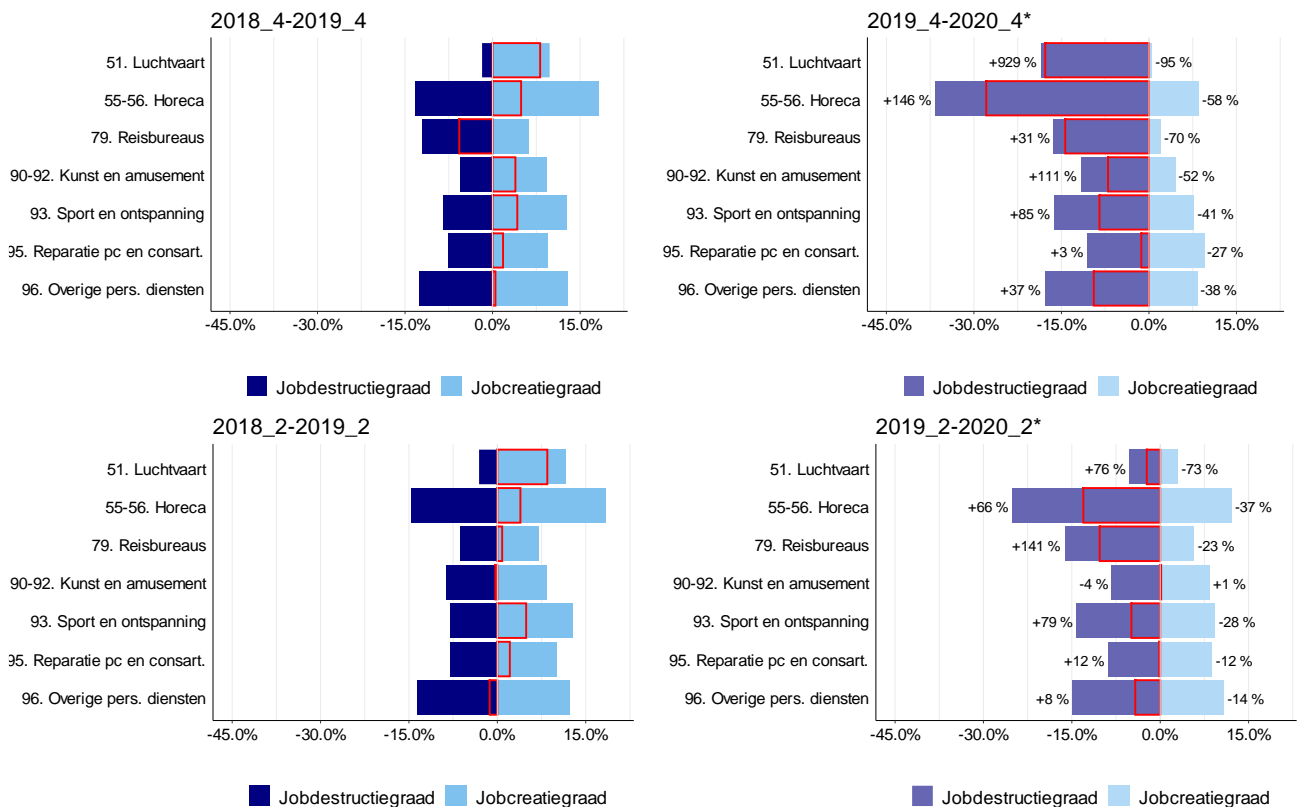 2018_4-2019_4
51. Luchtvaart
55-56. Horeca
79. Reisbureaus
90-92. Kunst en amusement
93. Sport en ontspanning
95. Reparatie pc en consart.
96. Overige pers. diensten
-45.0% -30.0% -15.0% 0.0% 15.0%
Jobdestructiegraad Jobcreatiegraad
2019_4-2020_4*
51. Luchtvaart +929 % -95 %
55-56. Horeca +146 % -58 %
79. Reisbureaus +31 % -70 %
90-92. Kunst en amusement +111 % -52 %
93. Sport en ontspanning +85 % -41 %
95. Reparatie pc en consart. +3 % -27 %
96. Overige pers. diensten +37 % -38 %
-45.0% -30.0% -15.0% 0.0% 15.0%
Jobdestructiegraad Jobcreatiegraad
2018_2-2019_2
51. Luchtvaart
55-56. Horeca
79. Reisbureaus
90-92. Kunst en amusement
93. Sport en ontspanning
95. Reparatie pc en consart.
96. Overige pers. diensten
-45.0% -30.0% -15.0% 0.0% 15.0%
Jobdestructiegraad Jobcreatiegraad
2019_2-2020_2*
51. Luchtvaart +76 % -73 %
55-56. Horeca +66 % -37 %
79. Reisbureaus +141 % -23 %
90-92. Kunst en amusement -4 % +1 %
93. Sport en ontspanning +79 % -28 %
95. Reparatie pc en consart. +12 % -12 %
96. Overige pers. diensten +8 % -14 %
-45.0% -30.0% -15.0% 0.0% 15.0%
Jobdestructiegraad Jobcreatiegraad